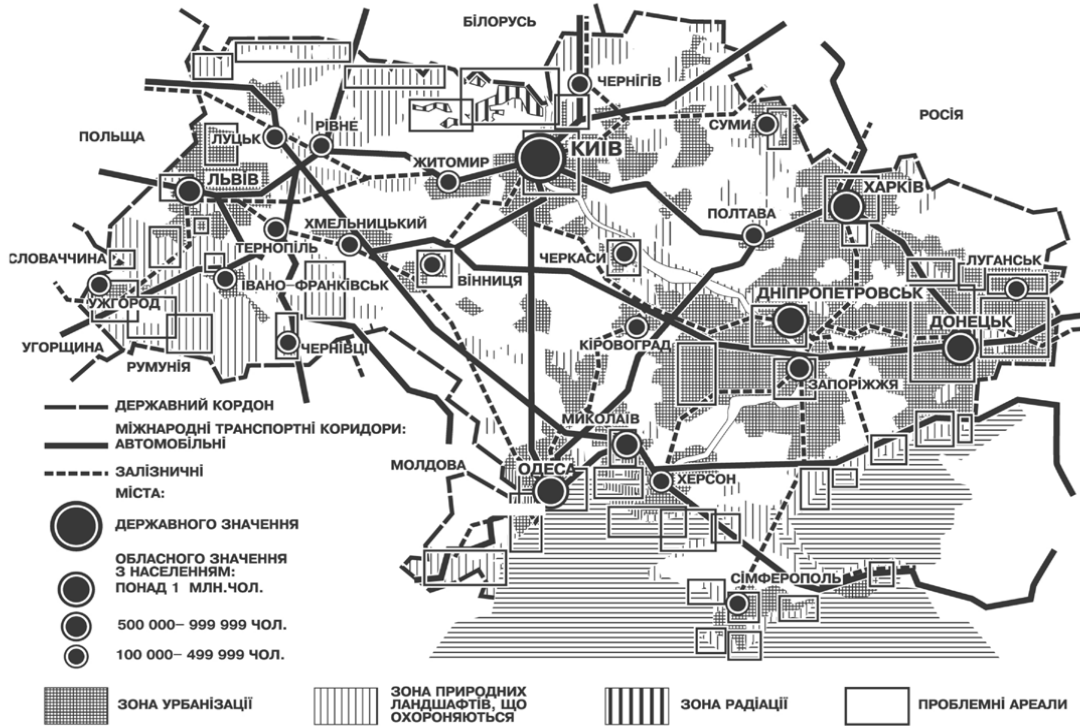 БІЛОРУСЬ
ЧЕРНІГІВ
РОСІЯ
ПОЛЬЩА
ЛУЦЬК
РІВНЕ
СУМИ
КИЇВ
ЖИТОМИР
ЛЬВІВ
ХАРКІВ
ХМЕЛЬНИЦЬКИЙ
ПОЛТАВА
ТЕРНОПІЛЬ
СЛОВАЧЧИНА
ЧЕРКАСИ
ЛУГАНСЬК
ІВАНО-ФРАНКІВСЬК
ВІННИЦЯ
УЖГОРОД
ДНІПРОПЕТРОВСЬК
ДОНЕЦЬК
УГОРЩИНА
ЧЕРНІВЦІ
КІРОВОГРАД
РУМУНІЯ
ЗАПОРІЖЖЯ
МИКОЛАЇВ
МОЛДОВА
ОДЕСА
ХЕРСОН
СІМФЕРОПОЛЬ
ДЕРЖАВНИЙ КОРДОН
МІЖНАРОДНІ ТРАНСПОРТНІ КОРИДОРИ:
АВТОМОБІЛЬНІ
ЗАЛІЗНИЧНІ
МІСТА:
ДЕРЖАВНОГО ЗНАЧЕННЯ
ОБЛАСНОГО ЗНАЧЕННЯ
З НАСЕЛЕННЯМ:
ПОНАД 1 МЛН.ЧОЛ.
500 000– 999 999 ЧОЛ.
100 000– 499 999 ЧОЛ.
ЗОНА УРБАНІЗАЦІЇ
ЗОНА ПРИРОДНИХ
ЛАНДШАФТІВ, ЩО
ОХОРОНЯЮТЬСЯ
ЗОНА РАДІАЦІЇ
ПРОБЛЕМНІ АРЕАЛИ